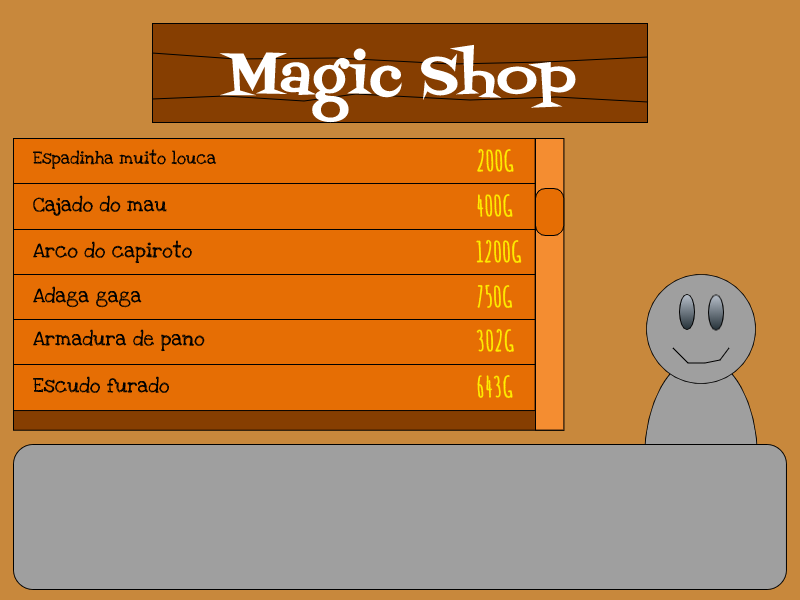 Magic Shop
Espadinha muito louca 200G
Cajado do mau 400G
Arco do capiroto 1200G
Adaga gaga 750G
Armadura de pano 302G
Escudo furado 643G